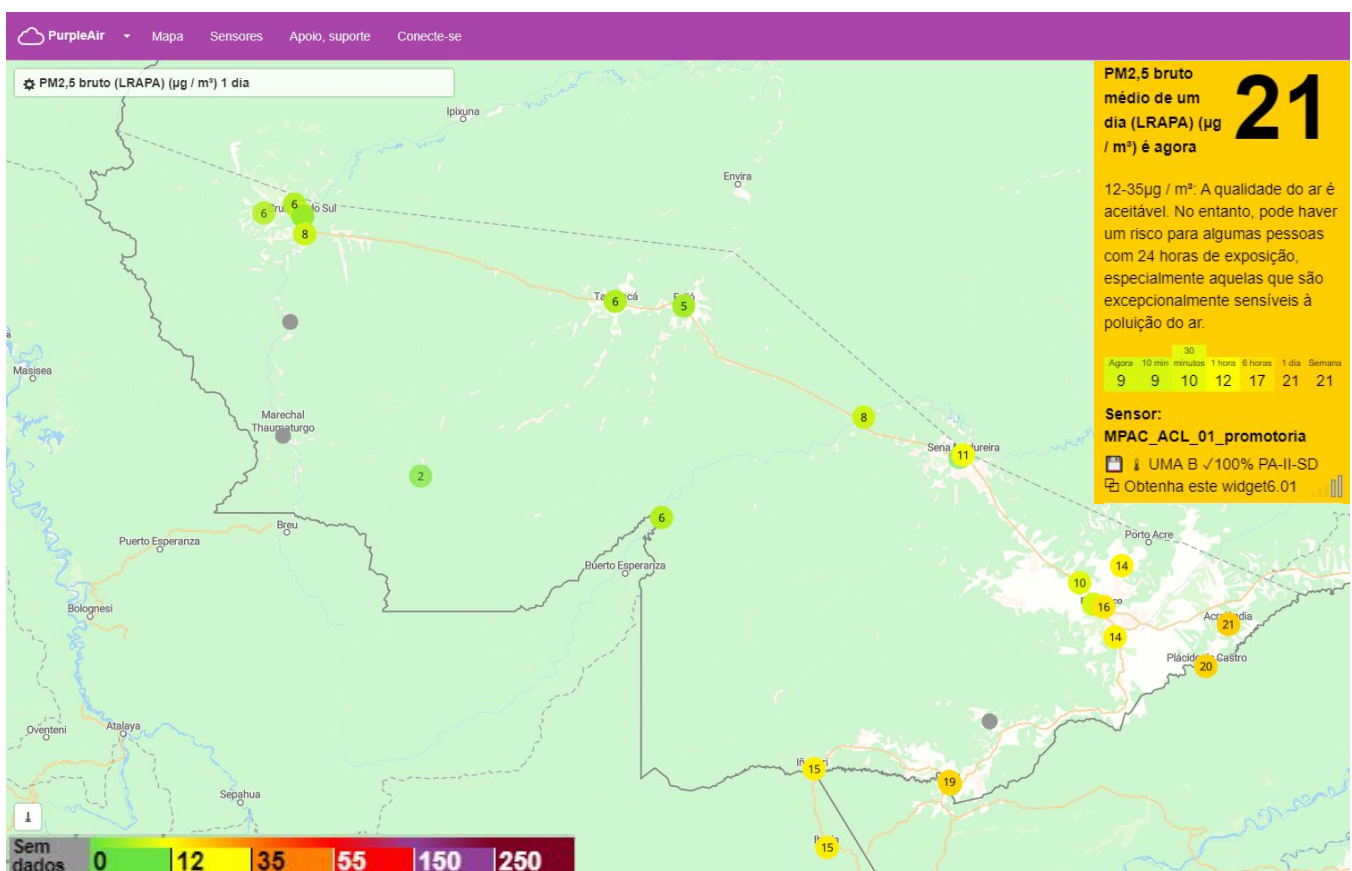 PurpleAir Mapa Sensores Apoio, suporte Conecte-se
PM2,5 bruto (LRAPA) (µg / m³) 1 dia
PM2,5 bruto
médio de um
dia (LRAPA) (µg
/ m³) é agora
21
12-35µg / m³: A qualidade do ar é
aceitável. No entanto, pode haver
um risco para algumas pessoas
com 24 horas de exposição,
especialmente aquelas que são
excepcionalmente sensíveis à
poluição do ar.
Agora 10 min 30 minutos 1 hora 6 horas 1 dia Semana
9 9 10 12 17 21 21
Sensor:
MPAC_ACL_01_promotoria
UMA B ✓100% PA-II-SD
Obtenha este widget6.01
Ipixuna
Envira
6
6
do Sul
8
6
5
Masisea
Marechal
Thaumaturgo
8
2
Sena
11
6
Breu
Puerto Esperanza
Puerto Esperanza
Porto Acre
14
10
16
Bolognesi
21
14
20
Castro
Oventeni
Atalaya
15
19
Sepahua
15
Sem
dados
0 12 35 55 150 250